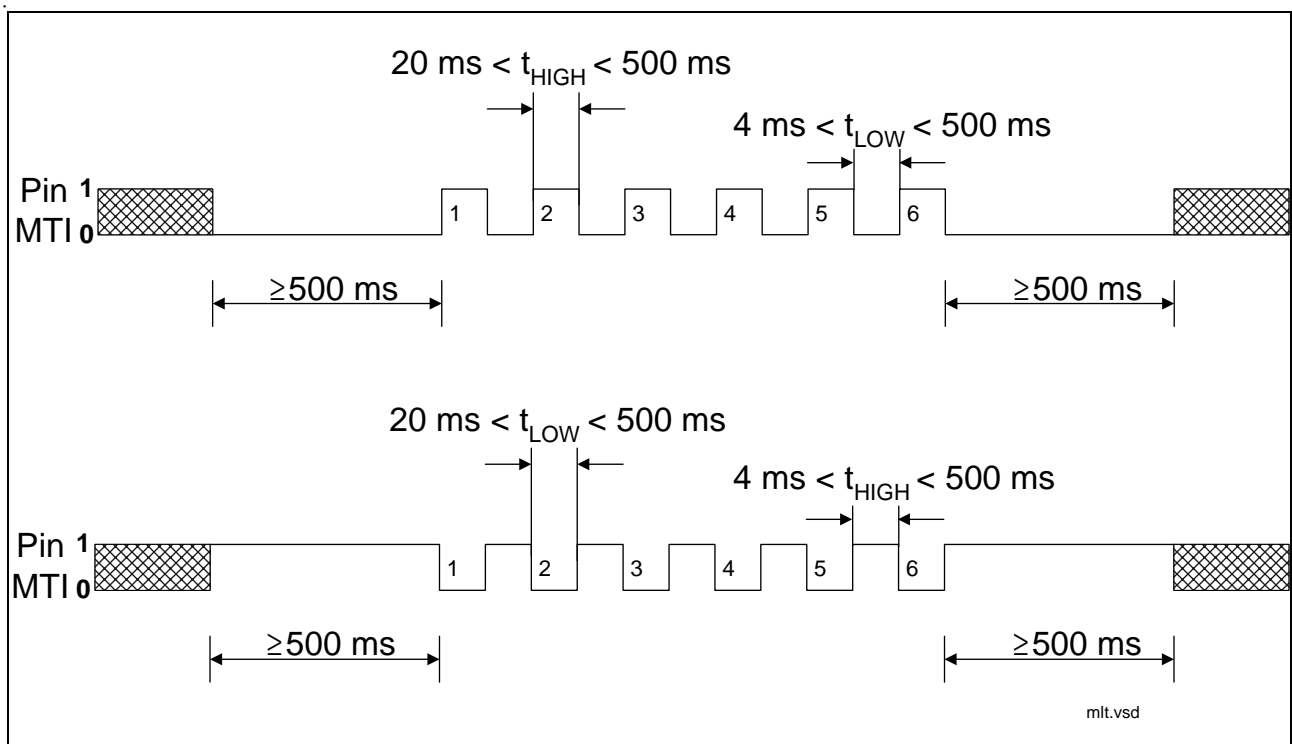 .
20 ms < tHIGH < 500 ms
4 ms < tLOW < 500 ms
Pin 1
MTI 0
1 2 3 4 5 6
≥500 ms ≥500 ms
20 ms < tLOW < 500 ms
4 ms < tHIGH < 500 ms
Pin 1
MTI 0
1 2 3 4 5 6
≥500 ms ≥500 ms
mlt.vsd